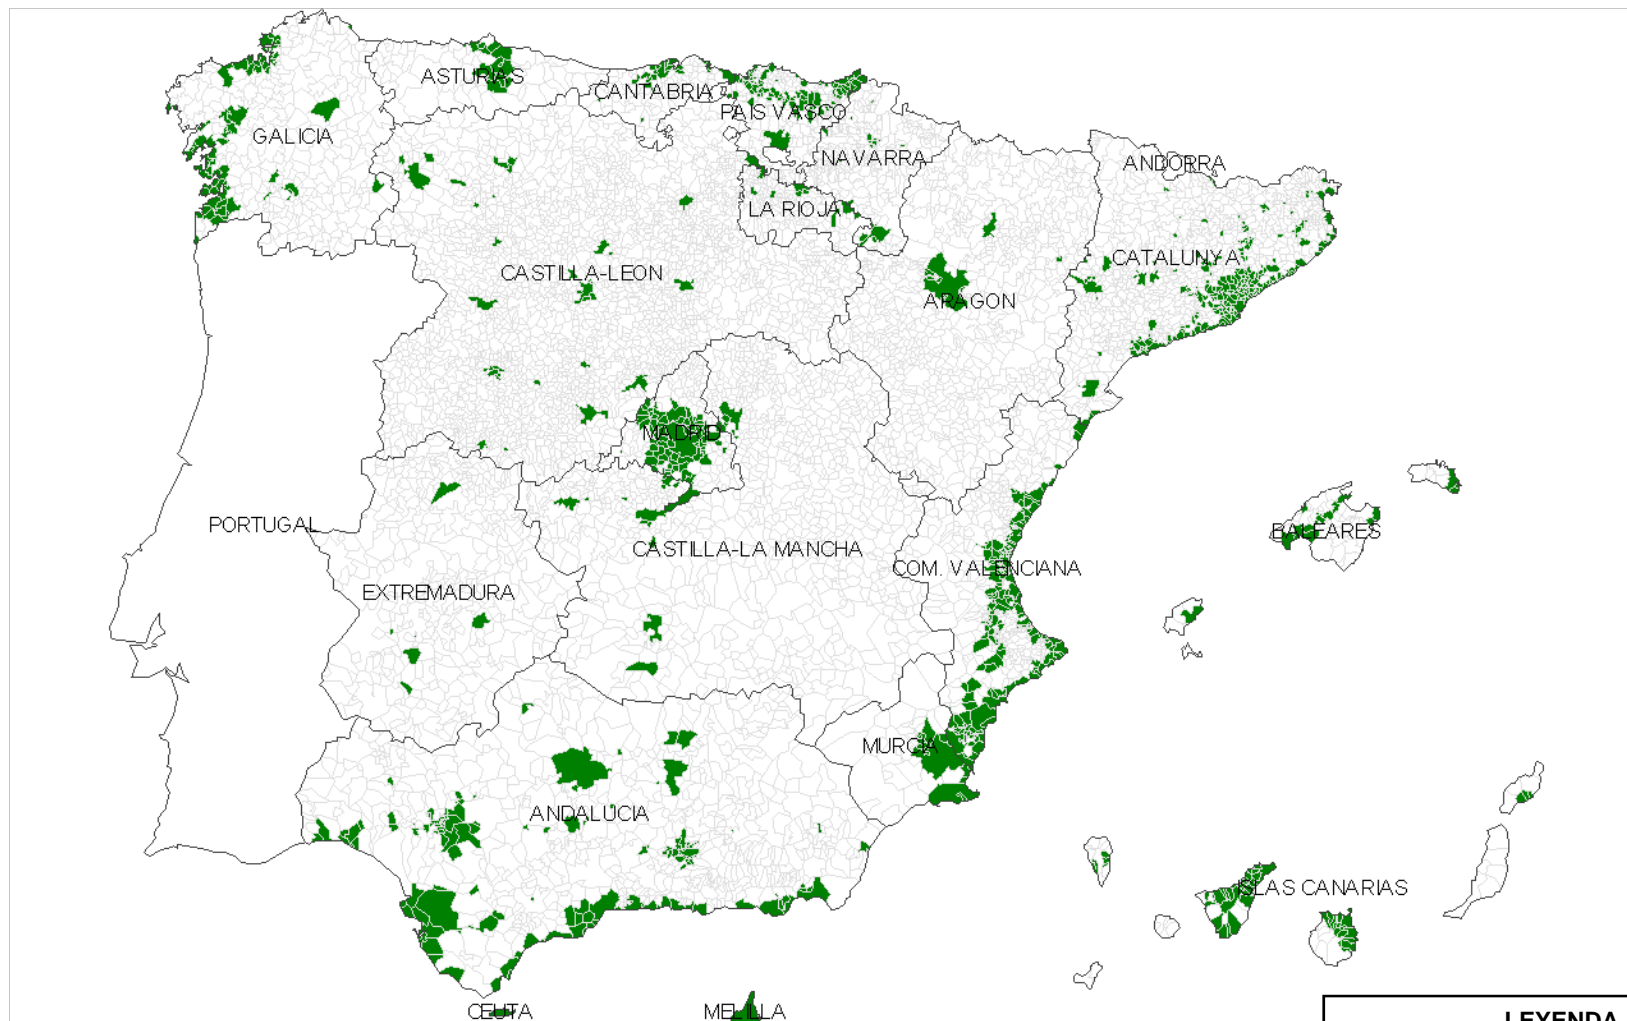 ASTURIAS
CANTABRIA
PAIS VASCO
GALICIA
NAVARRA
ANDORRA
LA RIOJA
CATALUNYA
CASTILLA-LEON
ARAGON
MADRID
PORTUGAL
BALEARES
CASTILLA-LA MANCHA
COM. VALENCIANA
EXTREMADURA
MURCIA
ANDALUCIA
ISLAS CANARIAS
CEUTA
MELILLA
LEYENDA